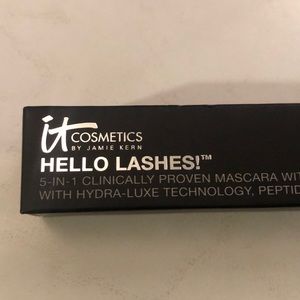 it
COSMETICS
BY JAMIE KERN
HELLO LASHES!™
5-IN-1 CLINICALLY PROVEN MASCARA WIT
WITH HYDRA-LUXE TECHNOLOGY, PEPTID